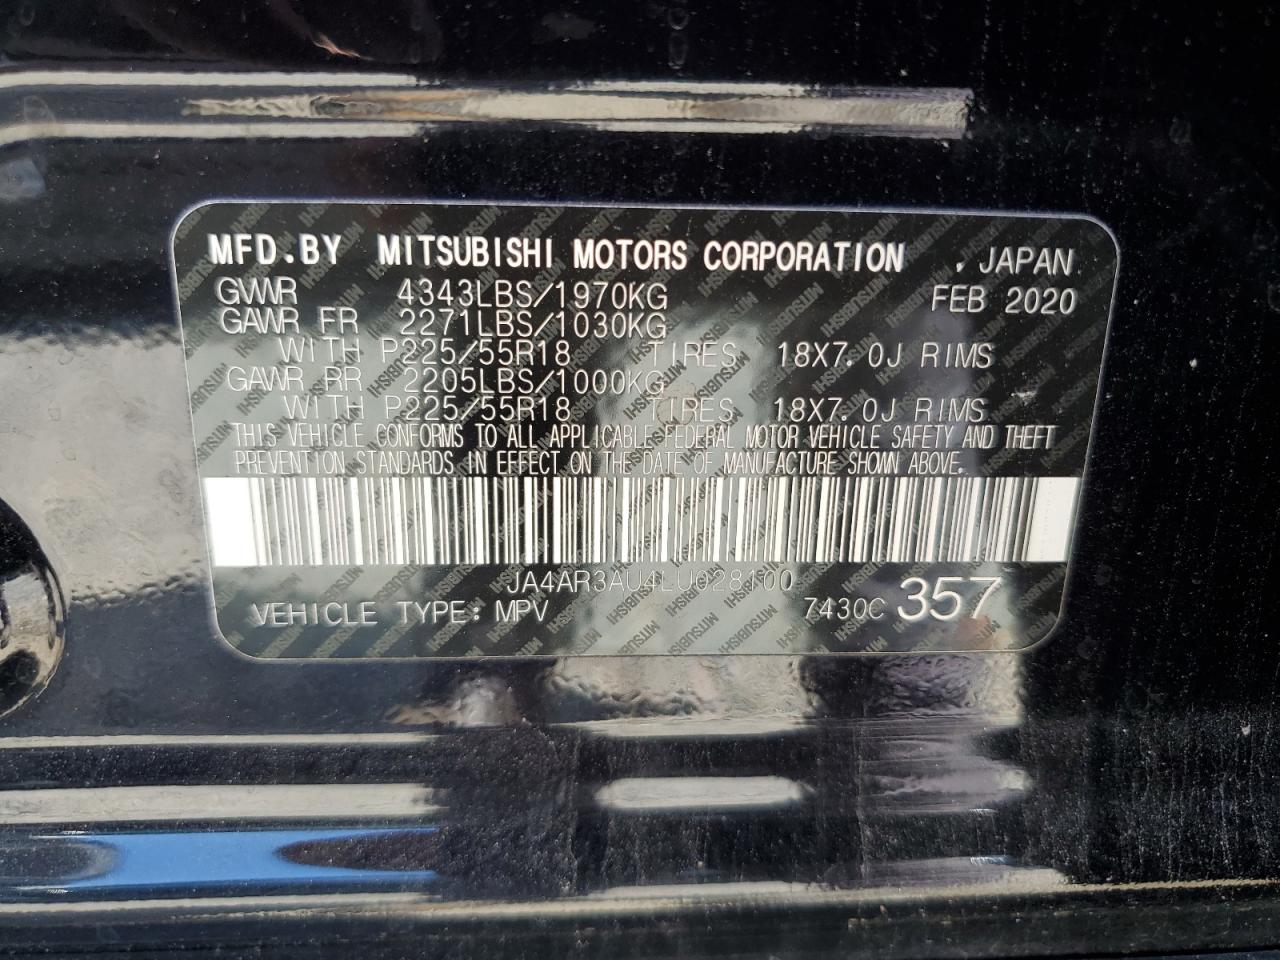 MFD.BY MITSUBISHI MOTORS CORPORATION , JAPAN
GVWR 4343LBS/1970KG FEB 2020
GAWR FR 2271LBS/1030KG
WITH P225/55R18 TIRES 18X7.0J RIMS
GAWR RR 2205LBS/1000KG
WITH P225/55R18 TIRES 18X7.0J RIMS
THIS VEHICLE CONFORMS TO ALL APPLICABLE FEDERAL MOTOR VEHICLE SAFETY AND THEFT
PREVENTION STANDARDS IN EFFECT ON THE DATE OF MANUFACTURE SHOWN ABOVE.
JA4AR3AU4LU028100
VEHICLE TYPE: MPV 7430C 357